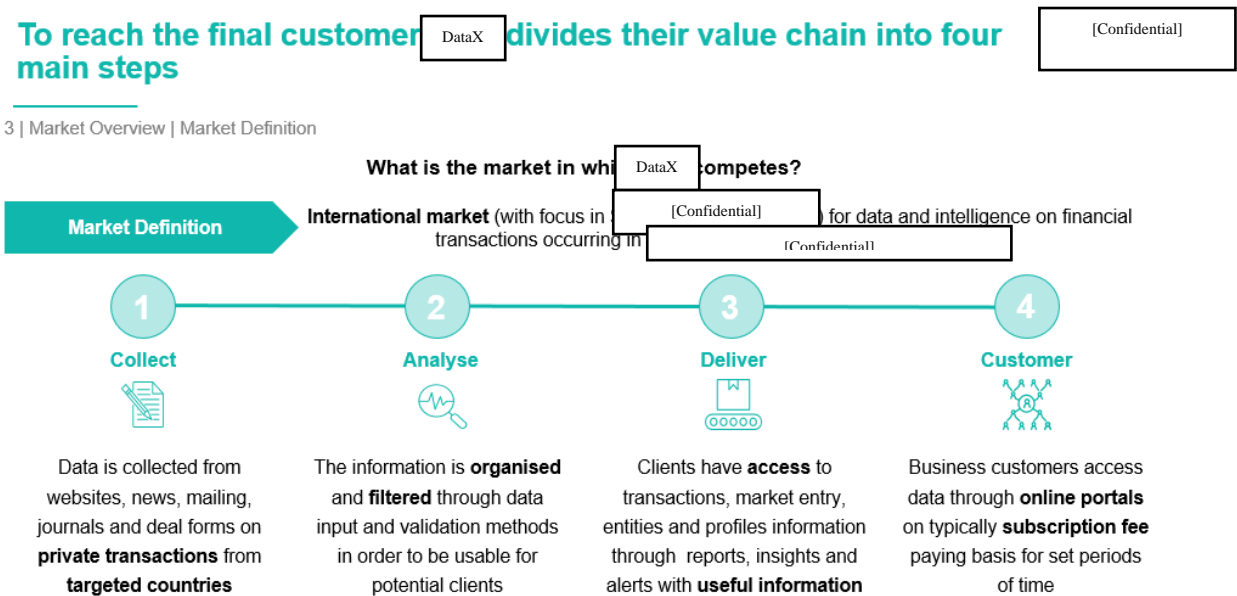 To reach the final customer DataX divides their value chain into four
[Confidential]
main steps
3 | Market Overview | Market Definition
What is the market in whi DataX competes?
Market Definition
International market (with focus in [Confidential] ) for data and intelligence on financial
transactions occurring in [Confidential]
1
2
3
4
Collect
Analyse
Deliver
Customer
Data is collected from
websites, news, mailing,
journals and deal forms on
private transactions from
targeted countries
The information is organised
and filtered through data
input and validation methods
in order to be usable for
potential clients
Clients have access to
transactions, market entry,
entities and profiles information
through reports, insights and
alerts with useful information
Business customers access
data through online portals
on typically subscription fee
paying basis for set periods
of time